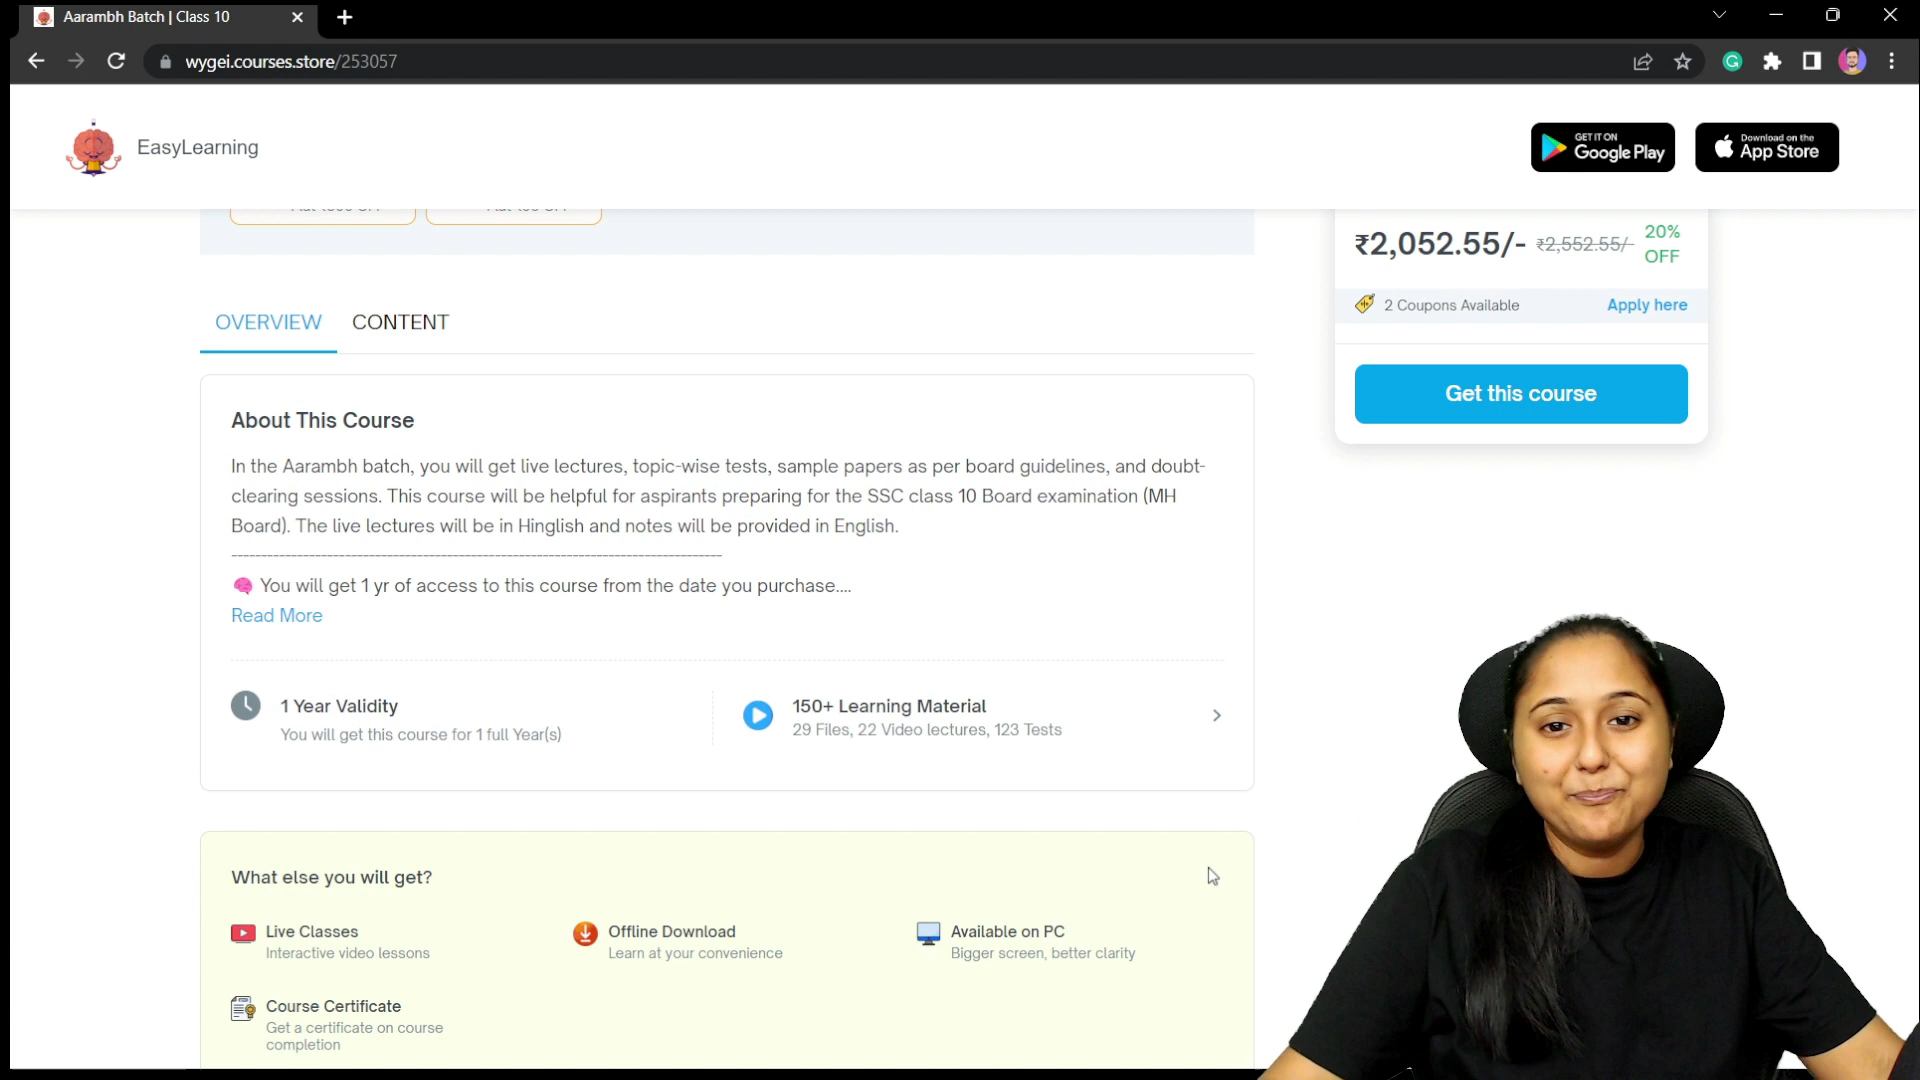 Aarambh Batch | Class 10
wygei.courses.store/253057
EasyLearning
GET IT ON
Google Play
Download on the
App Store
₹2,052.55/- ₹2,552.55/- 20%
OFF
2 Coupons Available Apply here
Get this course
OVERVIEW CONTENT
About This Course
In the Aarambh batch, you will get live lectures, topic-wise tests, sample papers as per board guidelines, and doubt-
clearing sessions. This course will be helpful for aspirants preparing for the SSC class 10 Board examination (MH
Board). The live lectures will be in Hinglish and notes will be provided in English.
----------------------------------------------------------------------------------
🧠 You will get 1 yr of access to this course from the date you purchase....
Read More
1 Year Validity
You will get this course for 1 full Year(s)
150+ Learning Material
29 Files, 22 Video lectures, 123 Tests
What else you will get?
Live Classes
Interactive video lessons
Offline Download
Learn at your convenience
Available on PC
Bigger screen, better clarity
Course Certificate
Get a certificate on course
completion